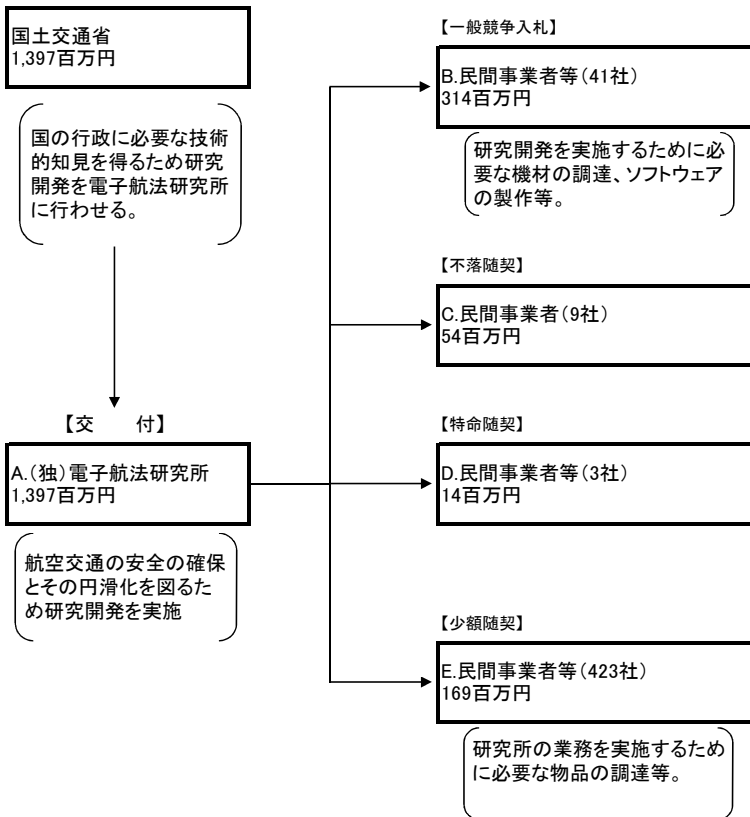 国土交通省
1,397百万円
国の行政に必要な技術
的知見を得るため研究
開発を電子航法研究所
に行わせる。
【交　　付】
A.(独)電子航法研究所
1,397百万円
航空交通の安全の確保
とその円滑化を図るた
め研究開発を実施
【一般競争入札】
B.民間事業者等(41社)
314百万円
研究開発を実施するために必
要な機材の調達、ソフトウェア
の製作等。
【不落随契】
C.民間事業者(9社)
54百万円
【特命随契】
D.民間事業者等(3社)
14百万円
【少額随契】
E.民間事業者等(423社)
169百万円
研究所の業務を実施するため
に必要な物品の調達等。